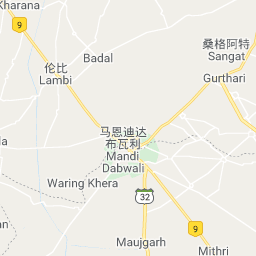 Kharana
9
Badal
伦比
Lambi
桑格阿特
Sangat
Gurthari
马恩迪达
布瓦利
Mandi
Dabwali
Waring Khera
32
9
Maujgarh
Mithri